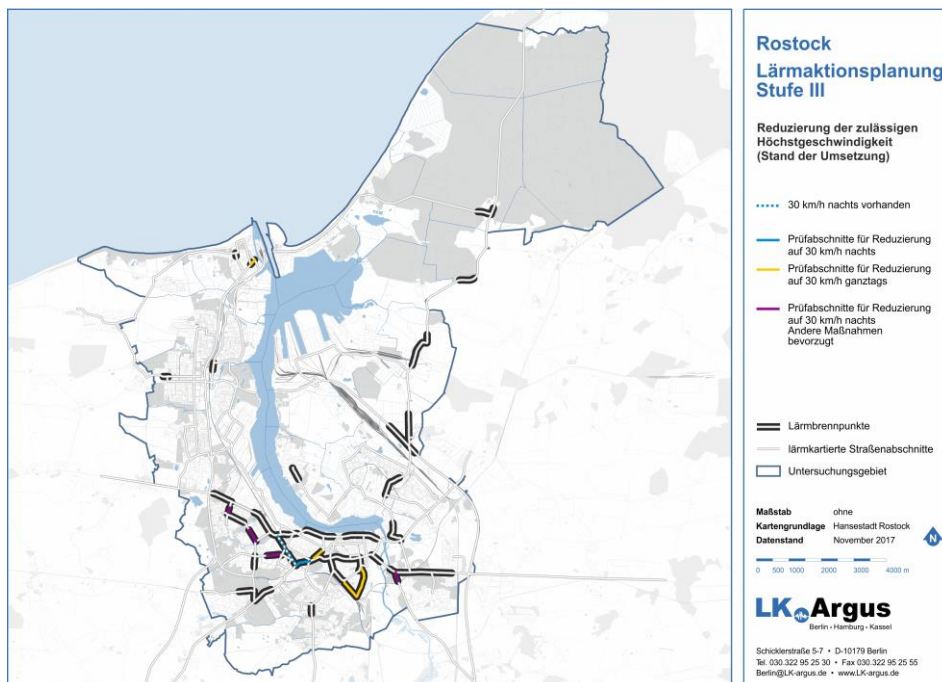 Rostock
Lärmaktionsplanung
Stufe III
Reduzierung der zulässigen
Höchstgeschwindigkeit
(Stand der Umsetzung)
30 km/h nachts vorhanden
Prüfabschnitte für Reduzierung
auf 30 km/h nachts
Prüfabschnitte für Reduzierung
auf 30 km/h ganztags
Prüfabschnitte für Reduzierung
auf 30 km/h nachts
Andere Maßnahmen
bevorzugt
Lärmbrennpunkte
lärmkartierte Straßenabschnitte
Untersuchungsgebiet
Maßstab ohne
Kartengrundlage Hansestadt Rostock
Datenstand November 2017
N
0 500 1000 2000 3000 4000 m
LK Argus
Berlin • Hamburg • Kassel
Schicklerstraße 5-7 • D-10179 Berlin
Tel. 030.322 95 25 30 • Fax 030.322 95 25 55
Berlin@LK-argus.de • www.LK-argus.de